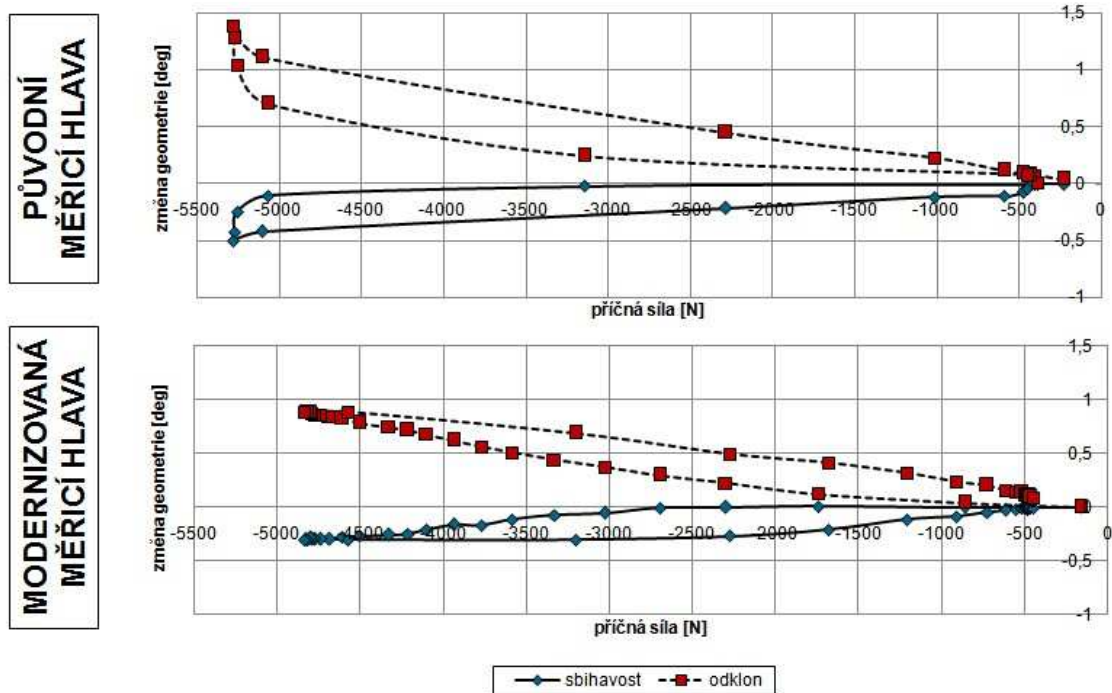 PŮVODNÍ
MĚŘICÍ HLAVA
změna geometrie [deg]
1,5
1
0,5
0
-0,5
-1
-5500 -5000 -4500 -4000 -3500 -3000 -2500 -2000 -1500 -1000 -500 0
příčná síla [N]
MODERNIZOVANÁ
MĚŘICÍ HLAVA
změna geometrie [deg]
1,5
1
0,5
0
-0,5
-1
-5500 -5000 -4500 -4000 -3500 -3000 -2500 -2000 -1500 -1000 -500 0
příčná síla [N]
sbihavost odklon